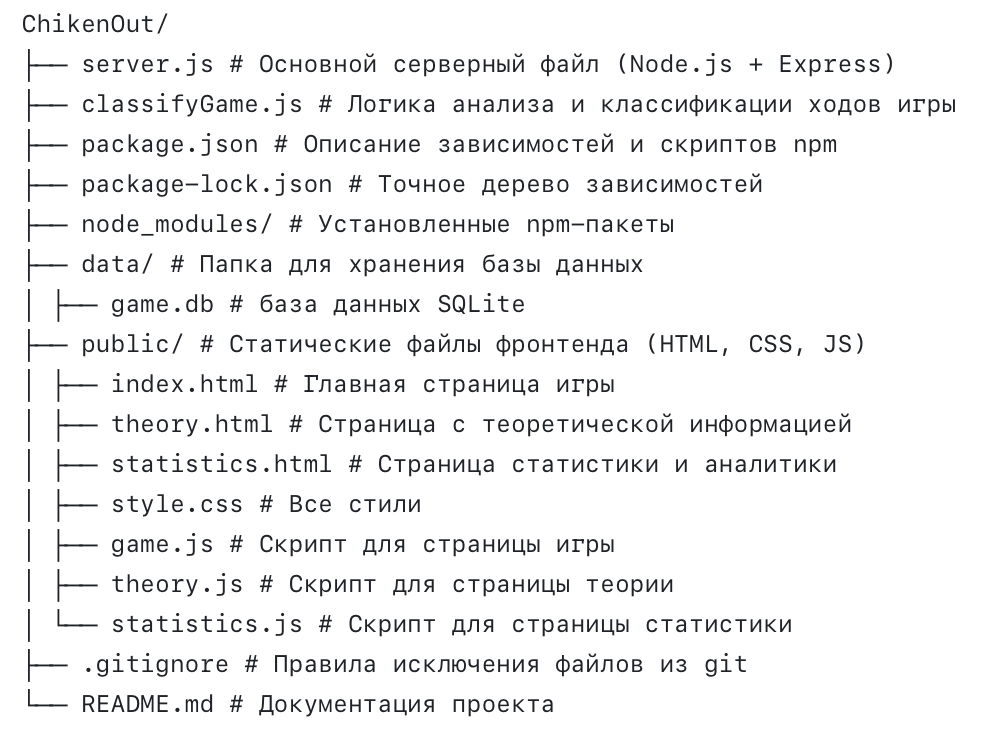 ChikenOut/
├── server.js # Основной серверный файл (Node.js + Express)
├── classifyGame.js # Логика анализа и классификации ходов игры
├── package.json # Описание зависимостей и скриптов npm
├── package-lock.json # Точное дерево зависимостей
├── node_modules/ # Установленные npm-пакеты
├── data/ # Папка для хранения базы данных
│ ├── game.db # база данных SQLite
├── public/ # Статические файлы фронтенда (HTML, CSS, JS)
│ ├── index.html # Главная страница игры
│ ├── theory.html # Страница с теоретической информацией
│ ├── statistics.html # Страница статистики и аналитики
│ ├── style.css # Все стили
│ ├── game.js # Скрипт для страницы игры
│ ├── theory.js # Скрипт для страницы теории
│ └── statistics.js # Скрипт для страницы статистики
├── .gitignore # Правила исключения файлов из git
└── README.md # Документация проекта